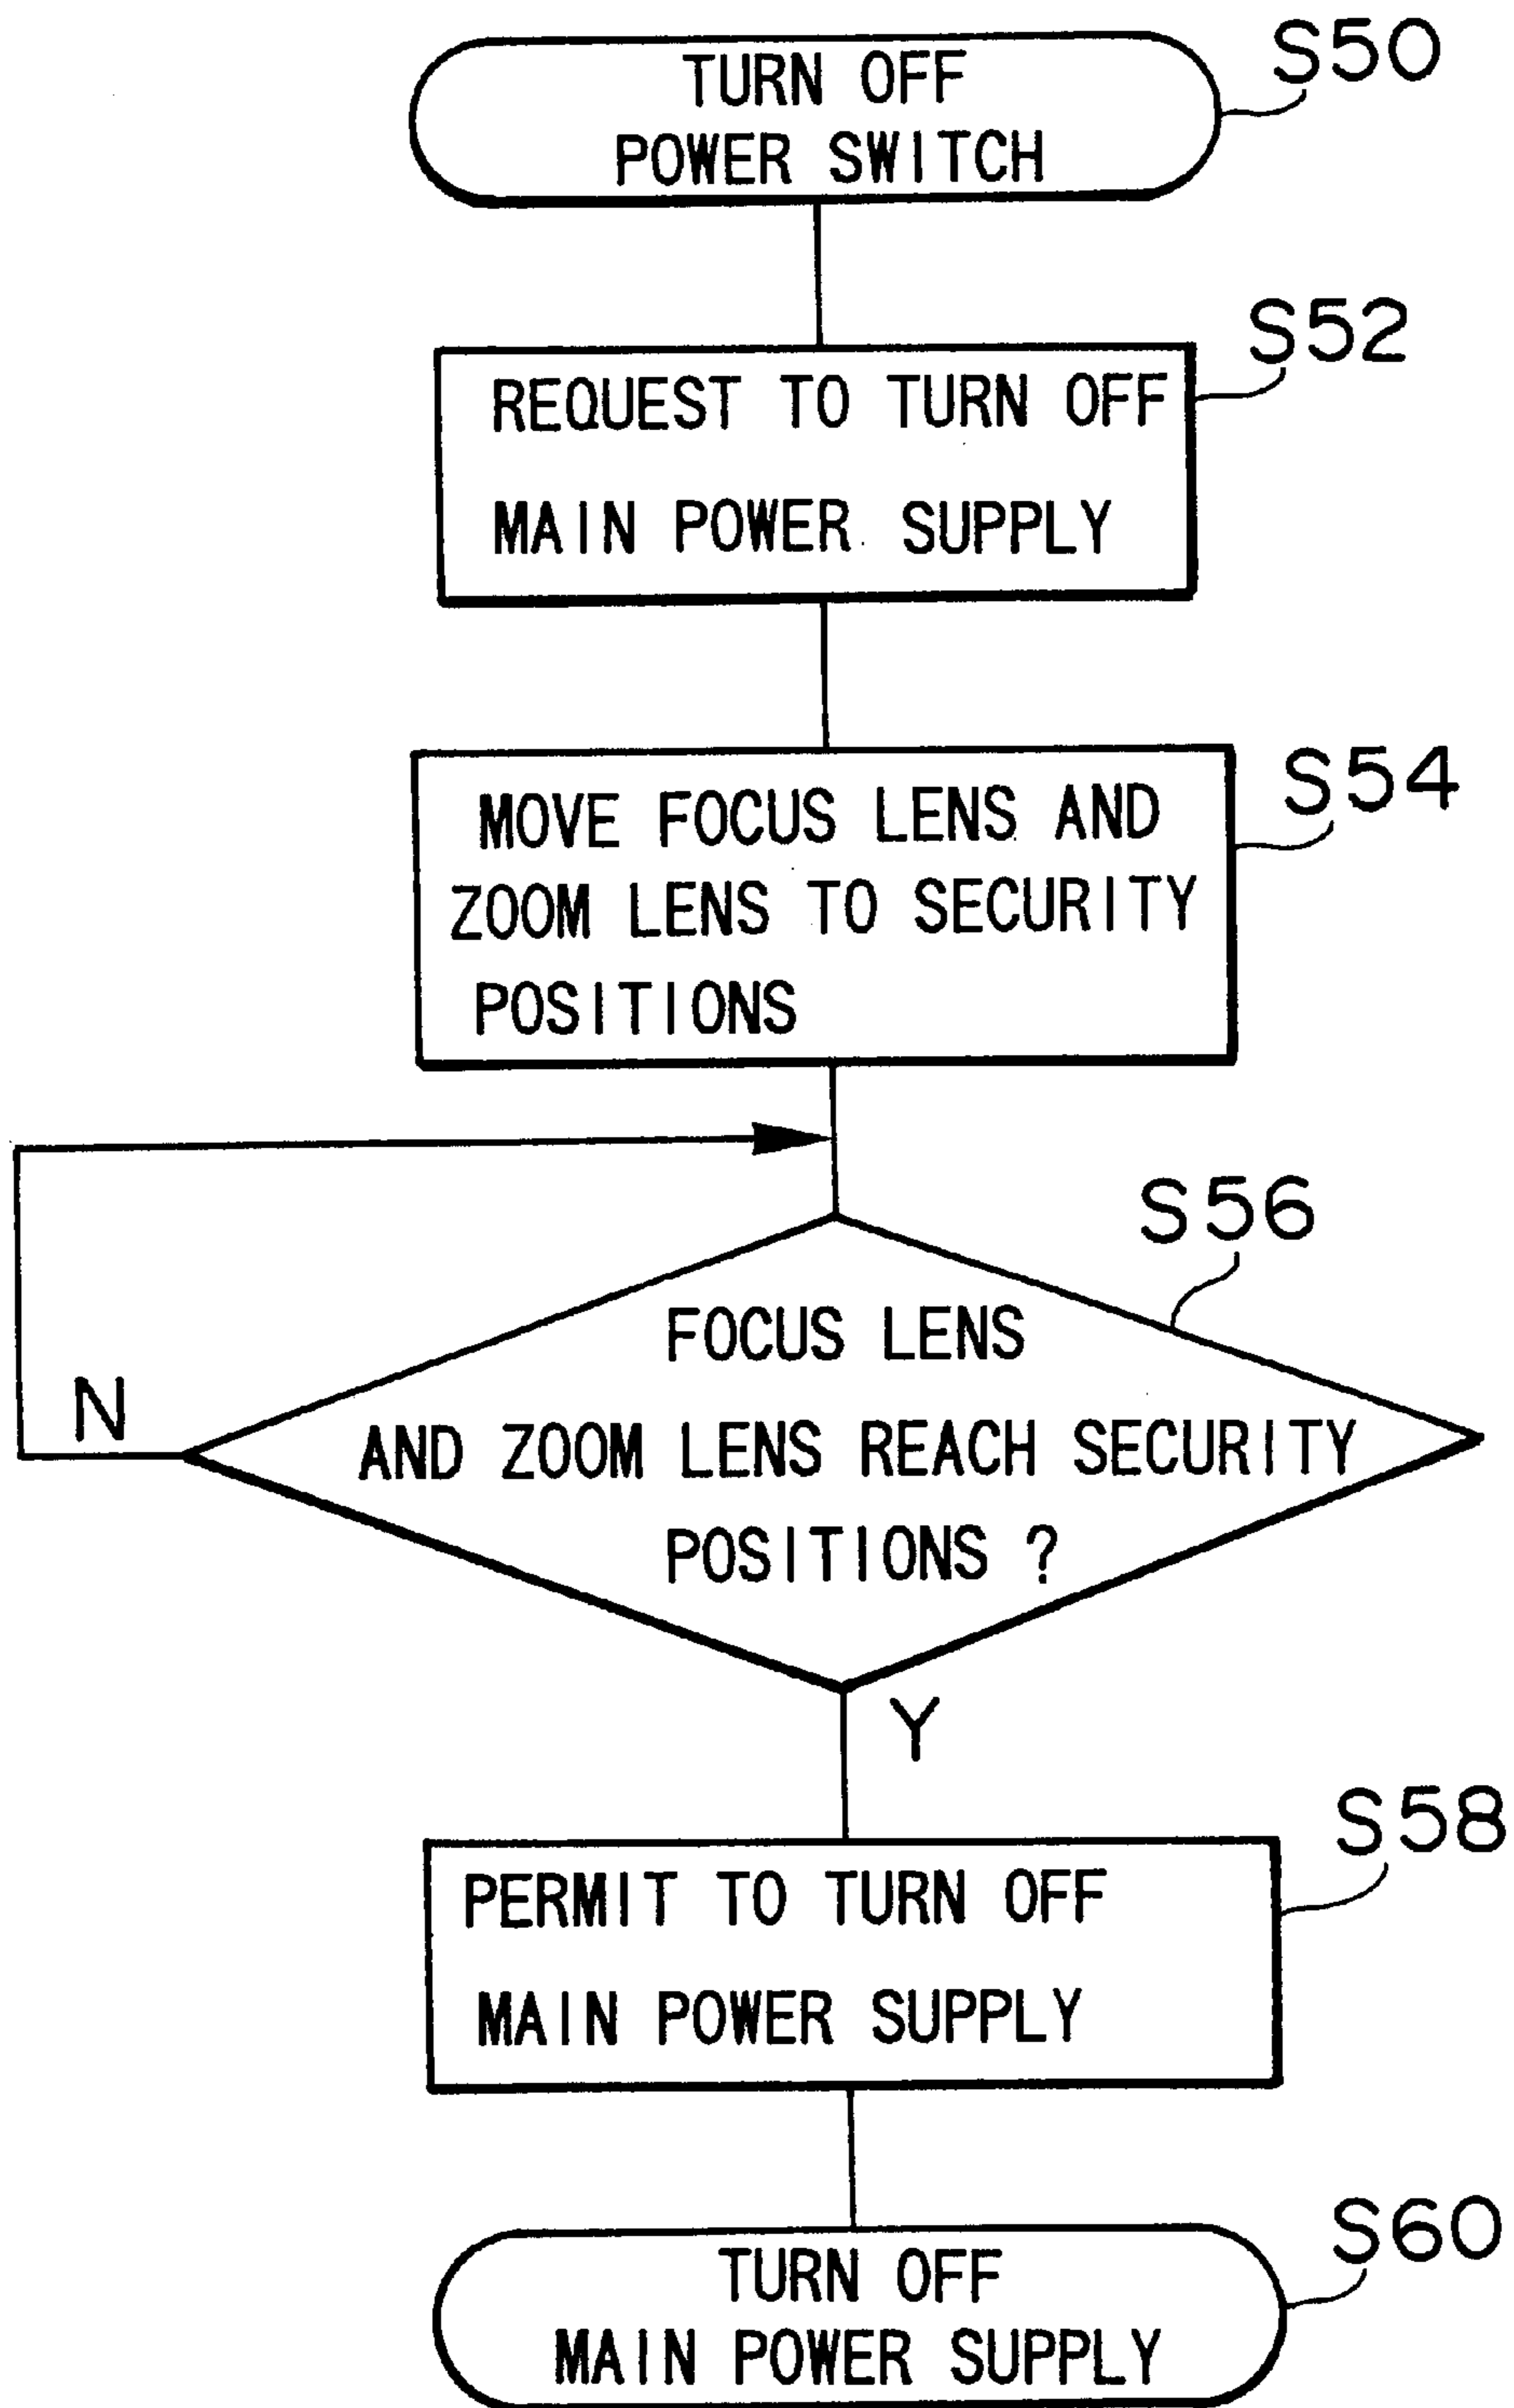 TURN OFF
POWER SWITCH
S50
REQUEST TO TURN OFF
MAIN POWER SUPPLY
S52
MOVE FOCUS LENS AND
ZOOM LENS TO SECURITY
POSITIONS
S54
S56
FOCUS LENS
AND ZOOM LENS REACH SECURITY
POSITIONS ?
N
Y
PERMIT TO TURN OFF
MAIN POWER SUPPLY
S58
TURN OFF
MAIN POWER SUPPLY
S60